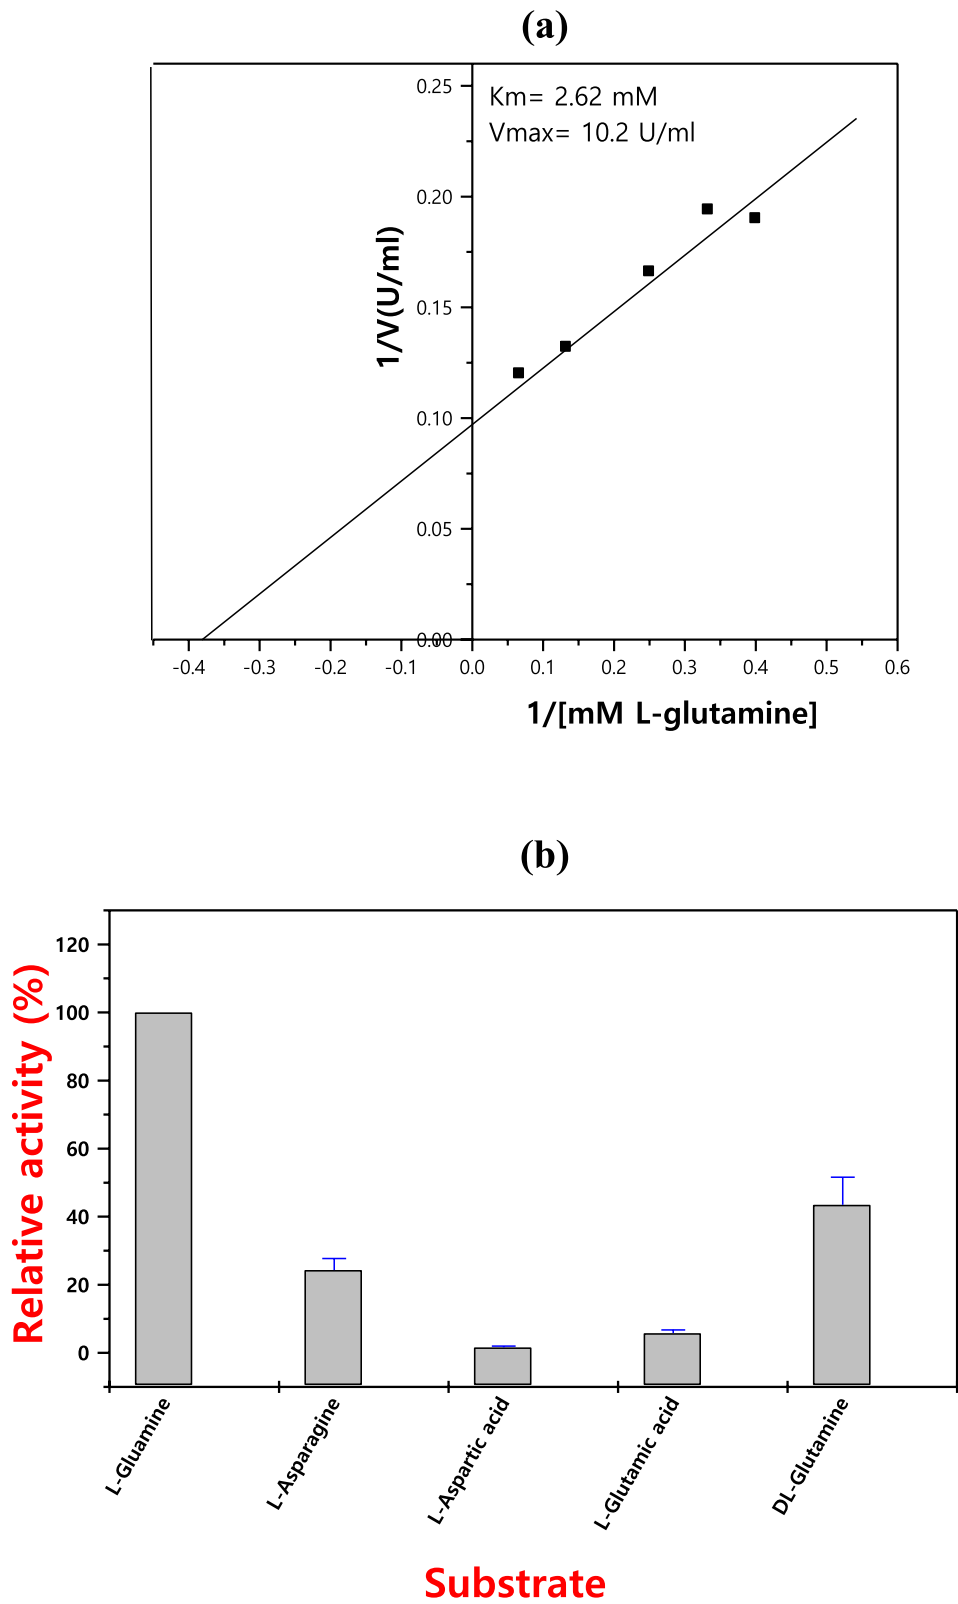 (a)
Km= 2.62 mM
Vmax= 10.2 U/ml
1/V(U/ml)
0.25
0.20
0.15
0.10
0.05
0.00
-0.4 -0.3 -0.2 -0.1 0.0 0.1 0.2 0.3 0.4 0.5 0.6
1/[mM L-glutamine]
(b)
Relative activity (%)
120
100
80
60
40
20
0
L-Gluamine
L-Asparagine
L-Aspartic acid
L-Glutamic acid
DL-Glutamine
Substrate